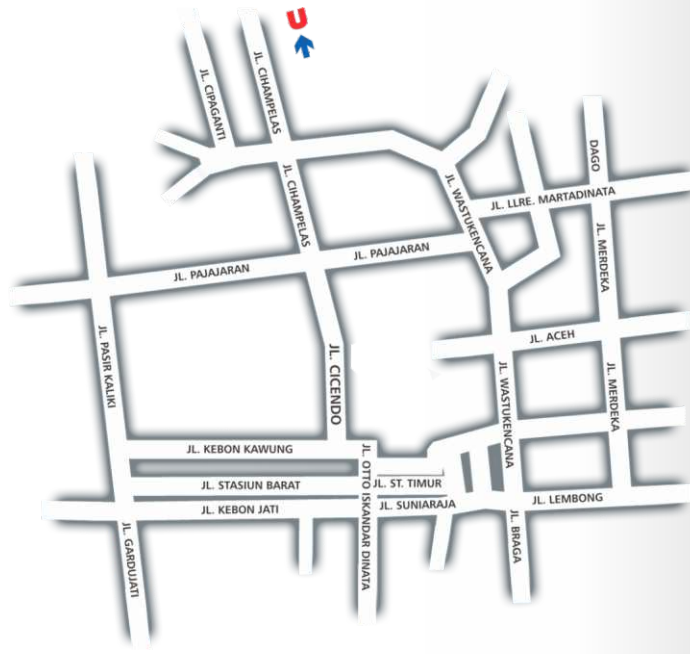 JL. CIPAGANTI
JL. CIHAMPELAS
DAGO
JL. LLRE. MARTADINATA
JL. WASTUKENCANA
JL. CIHAMPELAS
JL. PAJAJARAN
JL. PAJAJARAN
JL. MERDEKA
JL. ACEH
JL. PASIR KALIKI
JL. CICENDO
JL. WASTUKENCANA
JL. MERDEKA
JL. KEBON KAWUNG
JL. OTTO ISKANDAR DINATA
JL. STASIUN BARAT
JL. ST. TIMUR
JL. KEBON JATI
JL. SUNIARAJA
JL. LEMBONG
JL. GARDUJATI
JL. BRAGA